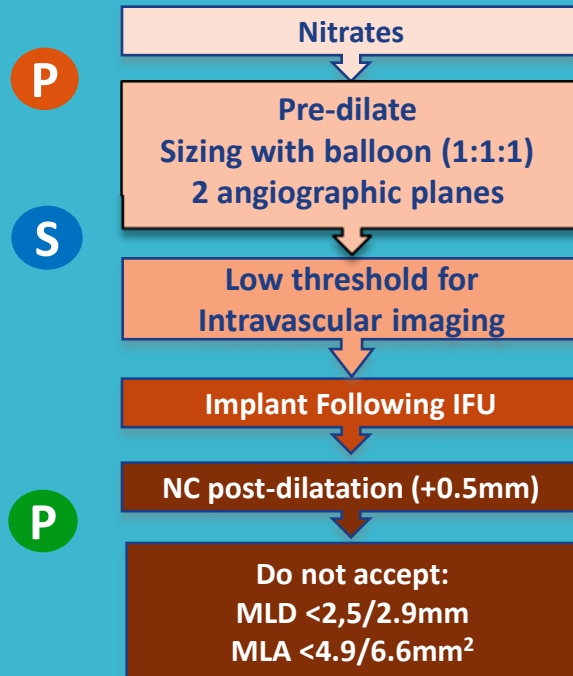 P
Nitrates
Pre-dilate
Sizing with balloon (1:1:1)
2 angiographic planes
S
Low threshold for
Intravascular imaging
Implant Following IFU
P
NC post-dilatation (+0.5mm)
Do not accept:
MLD <2,5/2.9mm
MLA <4.9/6.6mm²